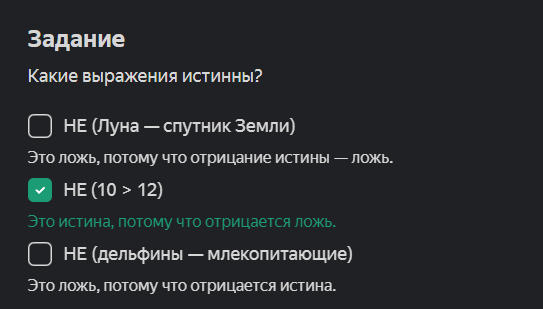 Задание
Какие выражения истинны?
НЕ (Луна — спутник Земли)
Это ложь, потому что отрицание истины — ложь.
НЕ (10 > 12)
Это истина, потому что отрицается ложь.
НЕ (дельфины — млекопитающие)
Это ложь, потому что отрицается истина.